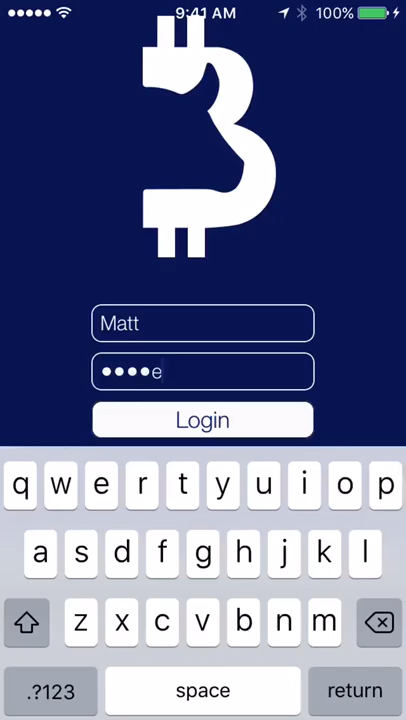 9:41 AM 100%
Matt
●●●●e
Login
q w e r t y u i o p
a s d f g h j k l
z x c v b n m
.?123 space return